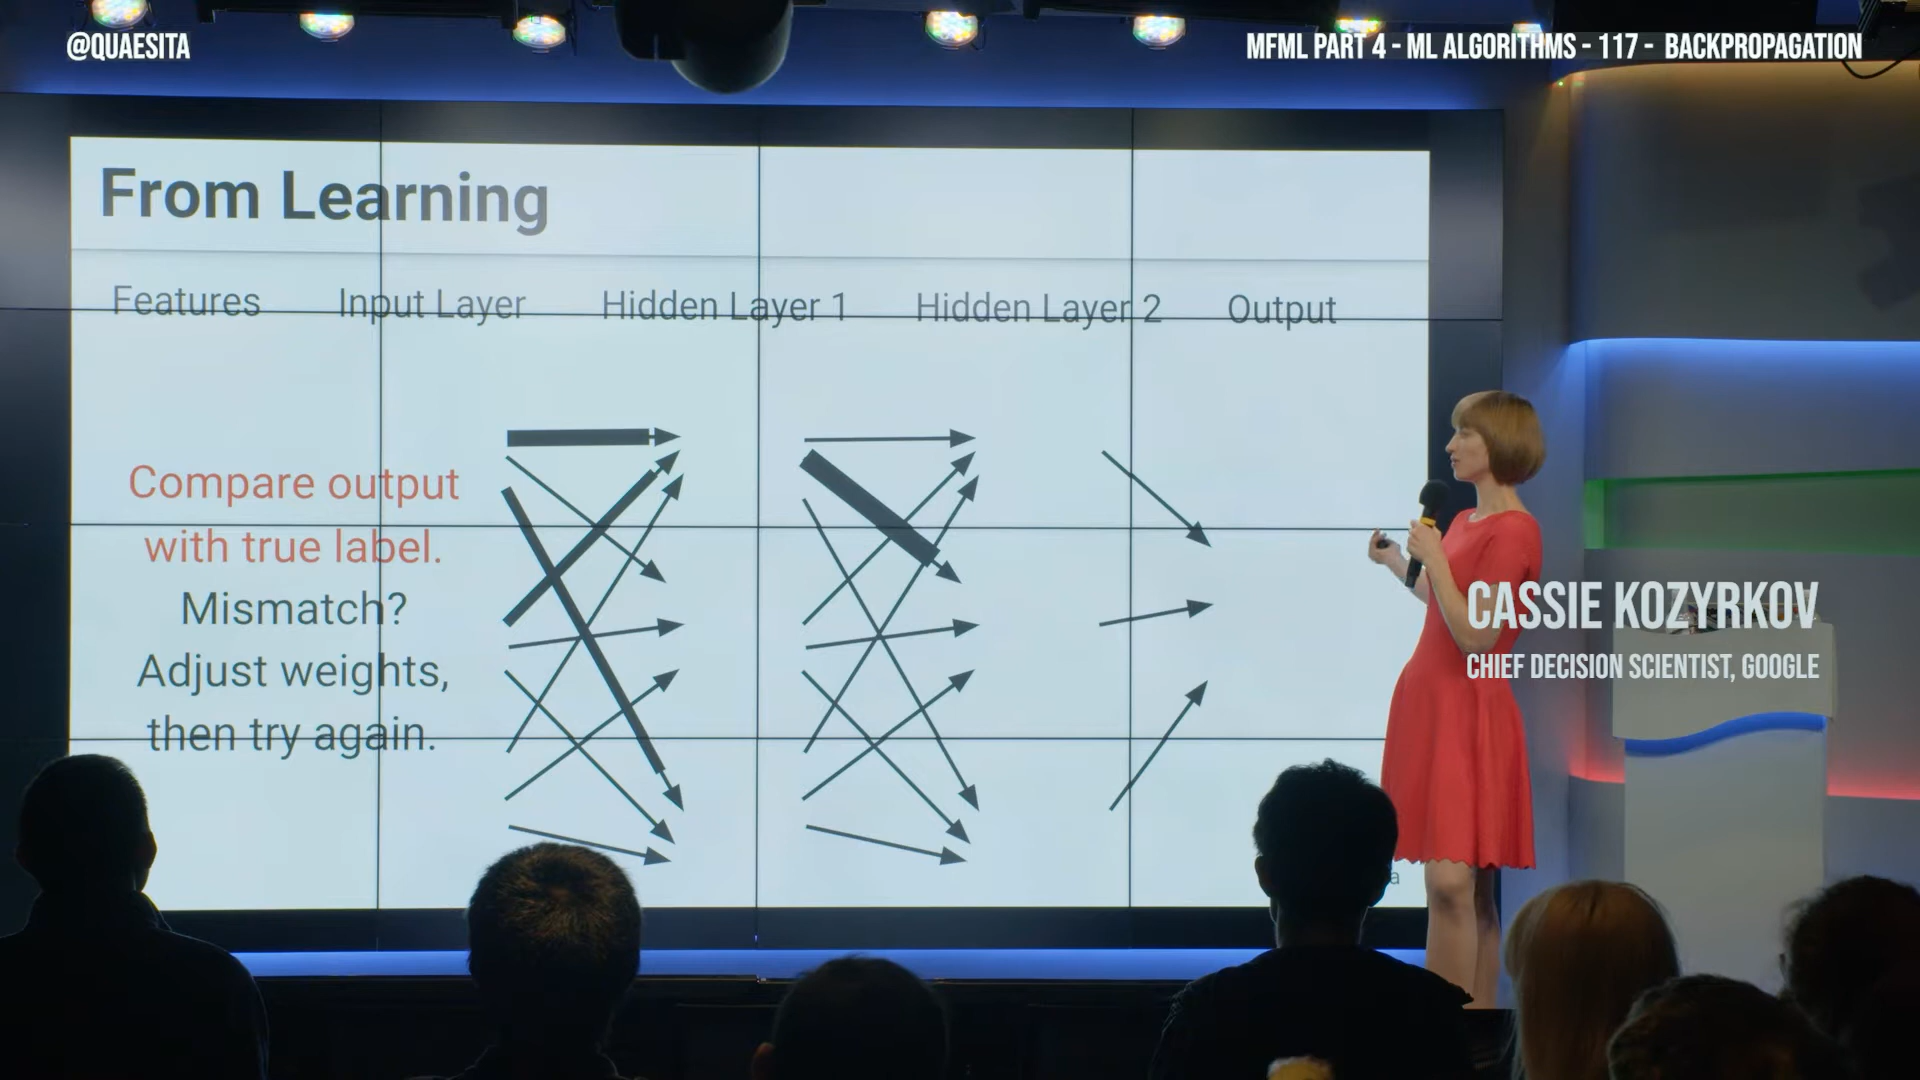 @QUAESITA
MFML PART 4 - ML ALGORITHMS - 117 - BACKPROPAGATION
From Learning
Features
Input Layer
Hidden Layer 1
Hidden Layer 2
Output
Compare output
with true label.
Mismatch?
Adjust weights,
then try again.
CASSIE KOZYRKOV
CHIEF DECISION SCIENTIST, GOOGLE